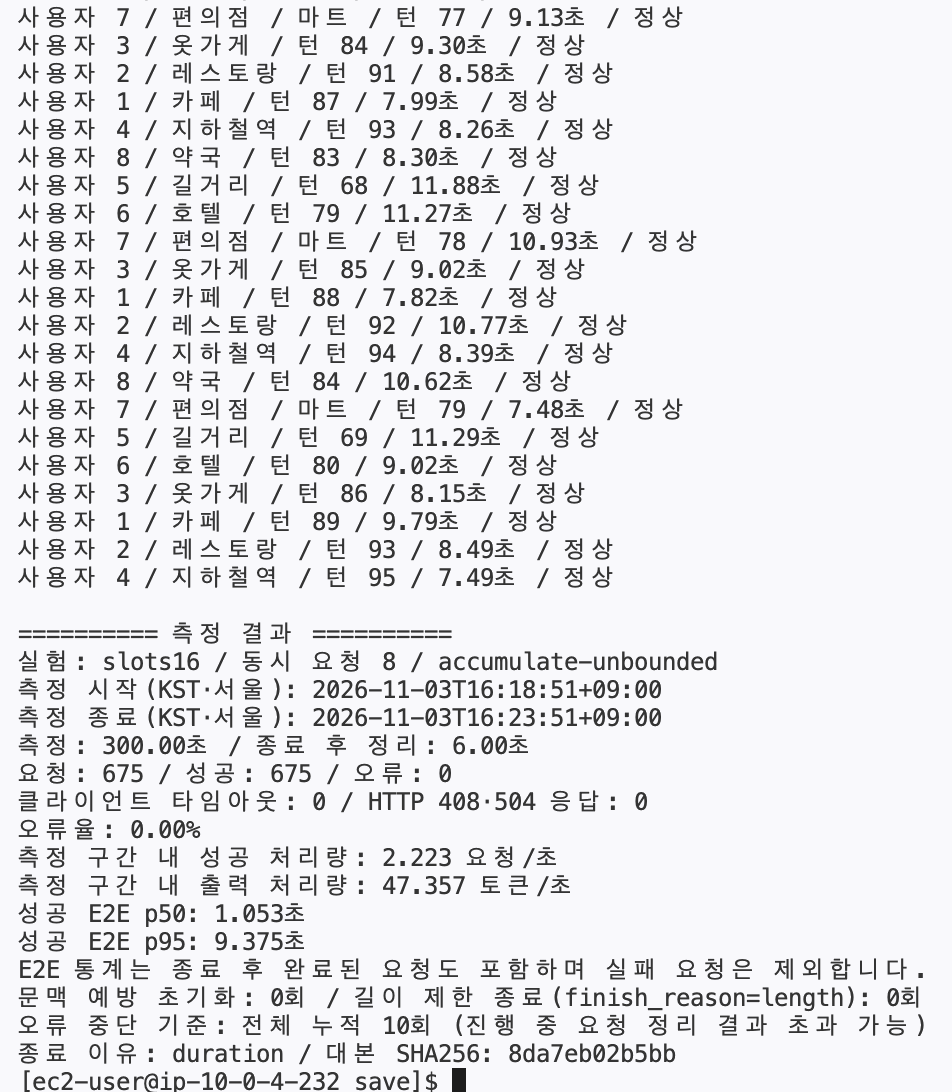 사용자 7 / 편의점 / 마트 / 턴 77 / 9.13초 / 정상
사용자 3 / 옷가게 / 턴 84 / 9.30초 / 정상
사용자 2 / 레스토랑 / 턴 91 / 8.58초 / 정상
사용자 1 / 카페 / 턴 87 / 7.99초 / 정상
사용자 4 / 지하철역 / 턴 93 / 8.26초 / 정상
사용자 8 / 약국 / 턴 83 / 8.30초 / 정상
사용자 5 / 길거리 / 턴 68 / 11.88초 / 정상
사용자 6 / 호텔 / 턴 79 / 11.27초 / 정상
사용자 7 / 편의점 / 마트 / 턴 78 / 10.93초 / 정상
사용자 3 / 옷가게 / 턴 85 / 9.02초 / 정상
사용자 1 / 카페 / 턴 88 / 7.82초 / 정상
사용자 2 / 레스토랑 / 턴 92 / 10.77초 / 정상
사용자 4 / 지하철역 / 턴 94 / 8.39초 / 정상
사용자 8 / 약국 / 턴 84 / 10.62초 / 정상
사용자 7 / 편의점 / 마트 / 턴 79 / 7.48초 / 정상
사용자 5 / 길거리 / 턴 69 / 11.29초 / 정상
사용자 6 / 호텔 / 턴 80 / 9.02초 / 정상
사용자 3 / 옷가게 / 턴 86 / 8.15초 / 정상
사용자 1 / 카페 / 턴 89 / 9.79초 / 정상
사용자 2 / 레스토랑 / 턴 93 / 8.49초 / 정상
사용자 4 / 지하철역 / 턴 95 / 7.49초 / 정상
========== 측정 결과 ==========
실험: slots16 / 동시 요청 8 / accumulate-unbounded
측정 시작(KST·서울): 2026-11-03T16:18:51+09:00
측정 종료(KST·서울): 2026-11-03T16:23:51+09:00
측정: 300.00초 / 종료 후 정리: 6.00초
요청: 675 / 성공: 675 / 오류: 0
클라이언트 타임아웃: 0 / HTTP 408·504 응답: 0
오류율: 0.00%
측정 구간 내 성공 처리량: 2.223 요청/초
측정 구간 내 출력 처리량: 47.357 토큰/초
성공 E2E p50: 1.053초
성공 E2E p95: 9.375초
E2E 통계는 종료 후 완료된 요청도 포함하며 실패 요청은 제외합니다.
문맥 예방 초기화: 0회 / 길이 제한 종료(finish_reason=length): 0회
오류 중단 기준: 전체 누적 10회 (진행 중 요청 정리 결과 초과 가능)
종료 이유: duration / 대본 SHA256: 8da7eb02b5bb
[ec2-user@ip-10-0-4-232 save]$